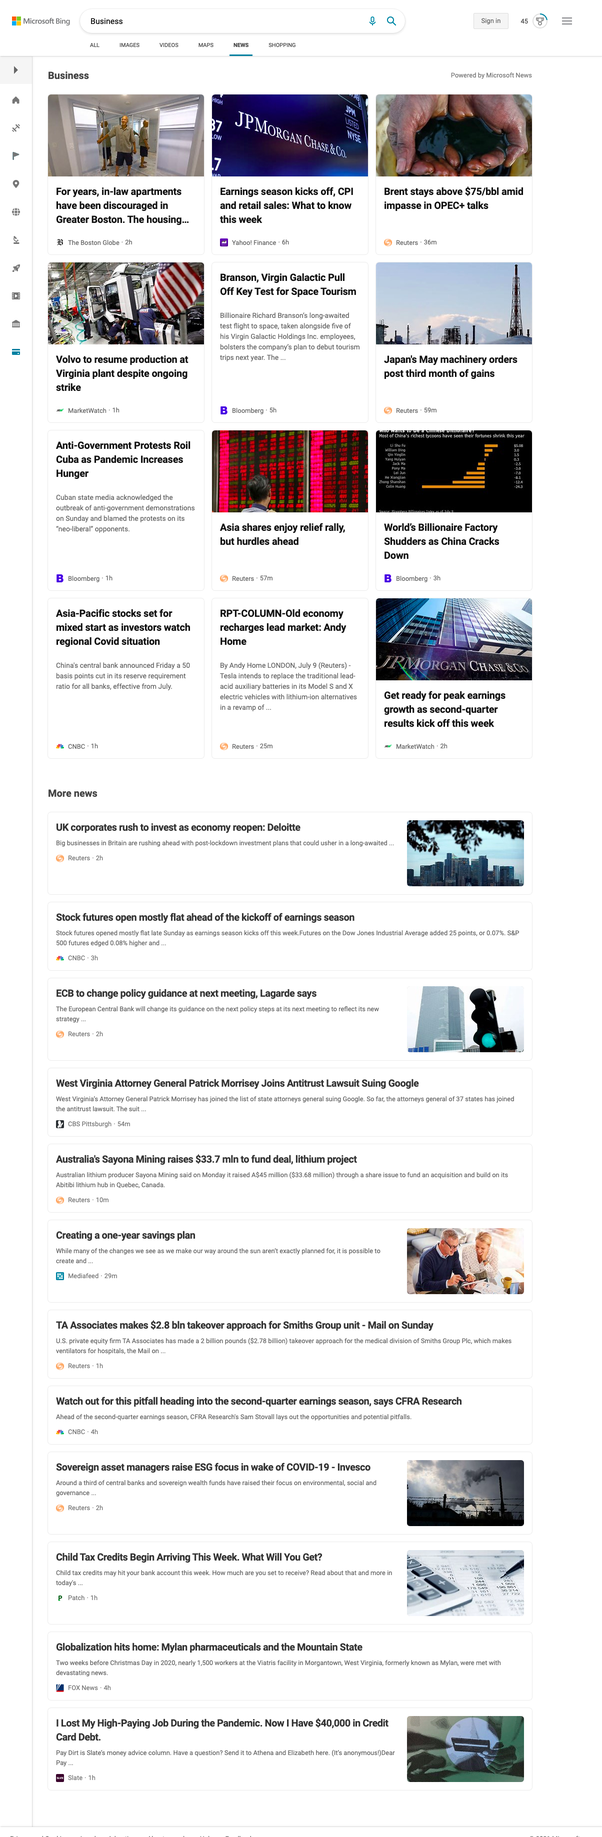 Microsoft Bing
Business
Sign in
45
ALL
IMAGES
VIDEOS
MAPS
NEWS
SHOPPING
Business
Powered by Microsoft News
For years, in-law apartments
have been discouraged in
Greater Boston. The housing...
The Boston Globe · 2h
JPMORGAN CHASE & CO.
Earnings season kicks off, CPI
and retail sales: What to know
this week
Yahoo! Finance · 6h
Brent stays above $75/bbl amid
impasse in OPEC+ talks
Reuters · 36m
Volvo to resume production at
Virginia plant despite ongoing
strike
MarketWatch · 1h
Branson, Virgin Galactic Pull
Off Key Test for Space Tourism
Billionaire Richard Branson's long-awaited
test flight to space, taken alongside five of
his Virgin Galactic Holdings Inc. employees,
bolsters the company's plan to debut tourism
trips next year. The ...
Bloomberg · 5h
Japan's May machinery orders
post third month of gains
Reuters · 59m
Anti-Government Protests Roil
Cuba as Pandemic Increases
Hunger
Cuban state media acknowledged the
outbreak of anti-government demonstrations
on Sunday and blamed the protests on its
"neo-liberal" opponents.
Bloomberg · 1h
Asia shares enjoy relief rally,
but hurdles ahead
Reuters · 57m
Most of China's richest tycoons have seen their fortunes shrink this year
World's Billionaire Factory
Shudders as China Cracks
Down
Bloomberg · 3h
Asia-Pacific stocks set for
mixed start as investors watch
regional Covid situation
China's central bank announced Friday a 50
basis points cut in its reserve requirement
ratio for all banks, effective from July.
CNBC · 1h
RPT-COLUMN-Old economy
recharges lead market: Andy
Home
By Andy Home LONDON, July 9 (Reuters) -
Tesla intends to replace the traditional lead-
acid auxiliary batteries in its Model S and X
electric vehicles with lithium-ion alternatives
in a revamp of ...
Reuters · 25m
JPMORGAN CHASE & CO.
Get ready for peak earnings
growth as second-quarter
results kick off this week
MarketWatch · 2h
More news
UK corporates rush to invest as economy reopen: Deloitte
Big businesses in Britain are rushing ahead with post-lockdown investment plans that could usher in a long-awaited ...
Reuters · 2h
Stock futures open mostly flat ahead of the kickoff of earnings season
Stock futures opened mostly flat late Sunday as earnings season kicks off this week.Futures on the Dow Jones Industrial Average added 25 points, or 0.07%. S&P
500 futures edged 0.08% higher and ...
CNBC · 3h
ECB to change policy guidance at next meeting, Lagarde says
The European Central Bank will change its guidance on the next policy steps at its next meeting to reflect its new
strategy ...
Reuters · 2h
West Virginia Attorney General Patrick Morrisey Joins Antitrust Lawsuit Suing Google
West Virginia's Attorney General Patrick Morrisey has joined the list of state attorneys general suing Google. So far, the attorneys general of 37 states has joined
the antitrust lawsuit. The suit ...
CBS Pittsburgh · 54m
Australia's Sayona Mining raises $33.7 mln to fund deal, lithium project
Australian lithium producer Sayona Mining said on Monday it raised A$45 million ($33.68 million) through a share issue to fund an acquisition and build on its
Abitibi lithium hub in Quebec, Canada.
Reuters · 10m
Creating a one-year savings plan
While many of the changes we see as we make our way around the sun aren't exactly planned for, it is possible to
create and ...
Mediafeed · 29m
TA Associates makes $2.8 bln takeover approach for Smiths Group unit - Mail on Sunday
U.S. private equity firm TA Associates has made a 2 billion pounds ($2.78 billion) takeover approach for the medical division of Smiths Group Plc, which makes
ventilators for hospitals, the Mail on ...
Reuters · 1h
Watch out for this pitfall heading into the second-quarter earnings season, says CFRA Research
Ahead of the second-quarter earnings season, CFRA Research's Sam Stovall lays out the opportunities and potential pitfalls.
CNBC · 4h
Sovereign asset managers raise ESG focus in wake of COVID-19 - Invesco
Around a third of central banks and sovereign wealth funds have raised their focus on environmental, social and
governance ...
Reuters · 2h
Child Tax Credits Begin Arriving This Week. What Will You Get?
Child tax credits may hit your bank account this week. How much are you set to receive? Read about that and more in
today's ...
Patch · 1h
Globalization hits home: Mylan pharmaceuticals and the Mountain State
Two weeks before Christmas Day in 2020, nearly 1,500 workers at the Viatris facility in Morgantown, West Virginia, formerly known as Mylan, were met with
devastating news.
FOX News · 4h
I Lost My High-Paying Job During the Pandemic. Now I Have $40,000 in Credit
Card Debt.
Pay Dirt is Slate's money advice column. Have a question? Send it to Athena and Elizabeth here. (It's anonymous!)Dear
Pay ...
Slate · 1h